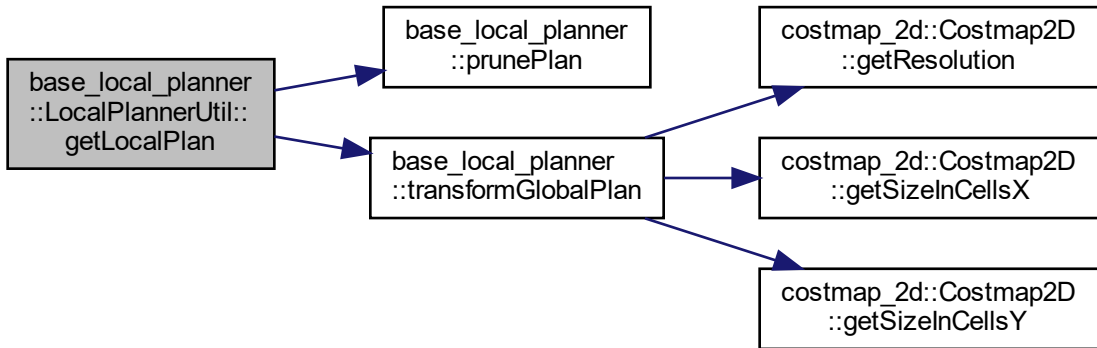 base_local_planner
::LocalPlannerUtil::
getLocalPlan
base_local_planner
::prunePlan
base_local_planner
::transformGlobalPlan
costmap_2d::Costmap2D
::getResolution
costmap_2d::Costmap2D
::getSizeInCellsX
costmap_2d::Costmap2D
::getSizeInCellsY